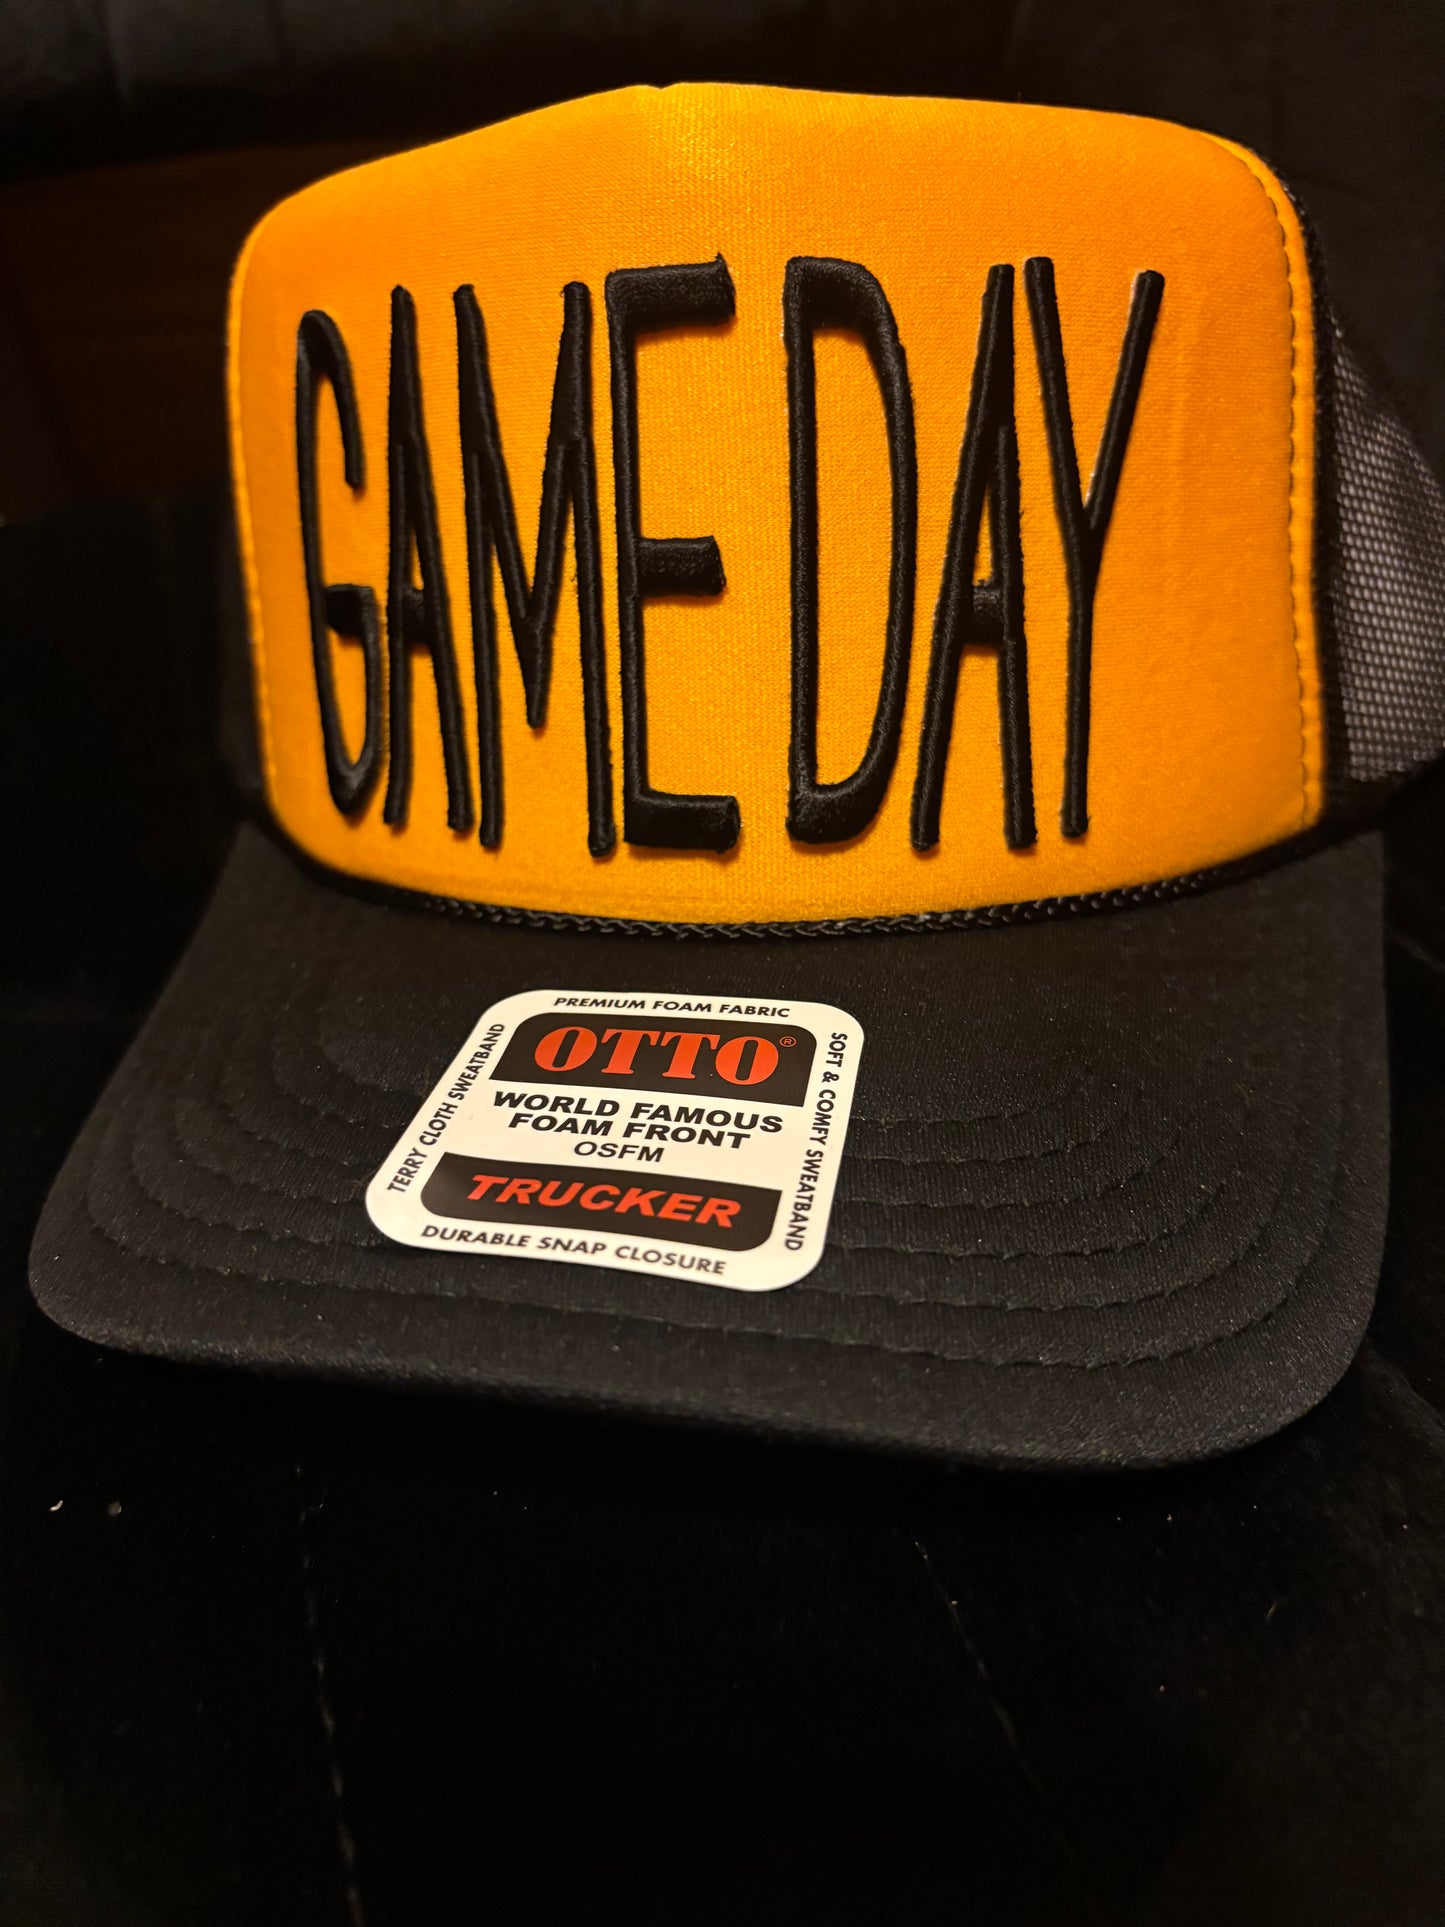 GAME DAY
PREMIUM FOAM FABRIC
OTTO®
WORLD FAMOUS
FOAM FRONT
OSFM
TRUCKER
DURABLE SNAP CLOSURE
TERRY CLOTH SWEATBAND
SOFT & COMFY SWEATBAND